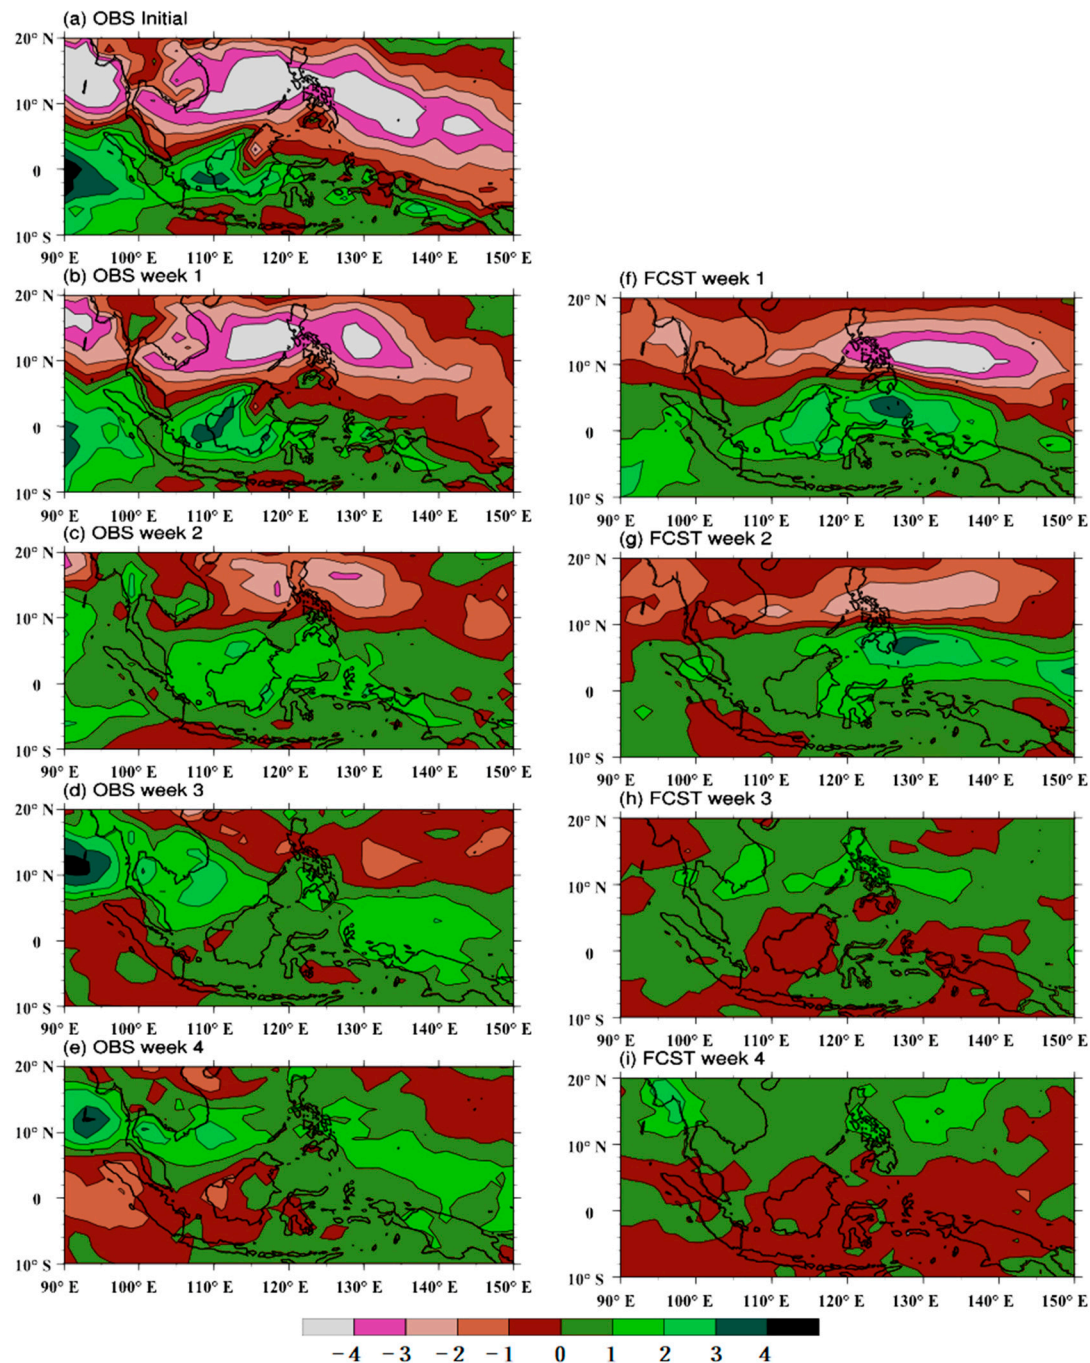 (a) OBS Initial
20° N
10° N
0
10° S
90° E 100° E 110° E 120° E 130° E 140° E 150° E
(b) OBS week 1
20° N
10° N
0
10° S
90° E 100° E 110° E 120° E 130° E 140° E 150° E
(f) FCST week 1
20° N
10° N
0
10° S
90° E 100° E 110° E 120° E 130° E 140° E 150° E
(c) OBS week 2
20° N
10° N
0
10° S
90° E 100° E 110° E 120° E 130° E 140° E 150° E
(g) FCST week 2
20° N
10° N
0
10° S
90° E 100° E 110° E 120° E 130° E 140° E 150° E
(d) OBS week 3
20° N
10° N
0
10° S
90° E 100° E 110° E 120° E 130° E 140° E 150° E
(h) FCST week 3
20° N
10° N
0
10° S
90° E 100° E 110° E 120° E 130° E 140° E 150° E
(e) OBS week 4
20° N
10° N
0
10° S
90° E 100° E 110° E 120° E 130° E 140° E 150° E
(i) FCST week 4
20° N
10° N
0
10° S
90° E 100° E 110° E 120° E 130° E 140° E 150° E
-4 -3 -2 -1 0 1 2 3 4